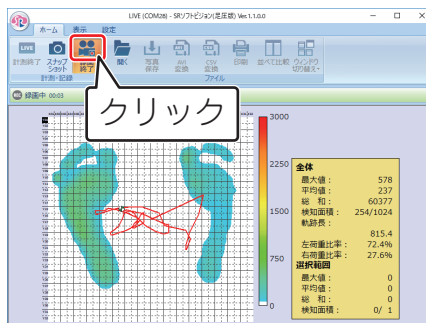 LIVE (COM28) - SRソフトビジョン(足圧版) Ver.1.1.0.0
ホーム 表示 設定
LIVE
計測終了 スナップショット 録画終了 開く 写真保存 AVI変換 CSV変換 印刷 並べて比較 ウィンドウ切り替え
計測・記録 ファイル
REC 録画中 00:03
クリック
3000
2250
1500
750
0
全体
最大値: 578
平均値: 237
総 和: 60377
検知面積: 254/1024
軌跡長:
815.4
左荷重比率: 72.4%
右荷重比率: 27.6%
選択範囲
最大値: 0
平均値: 0
総 和: 0
検知面積: 0/ 1